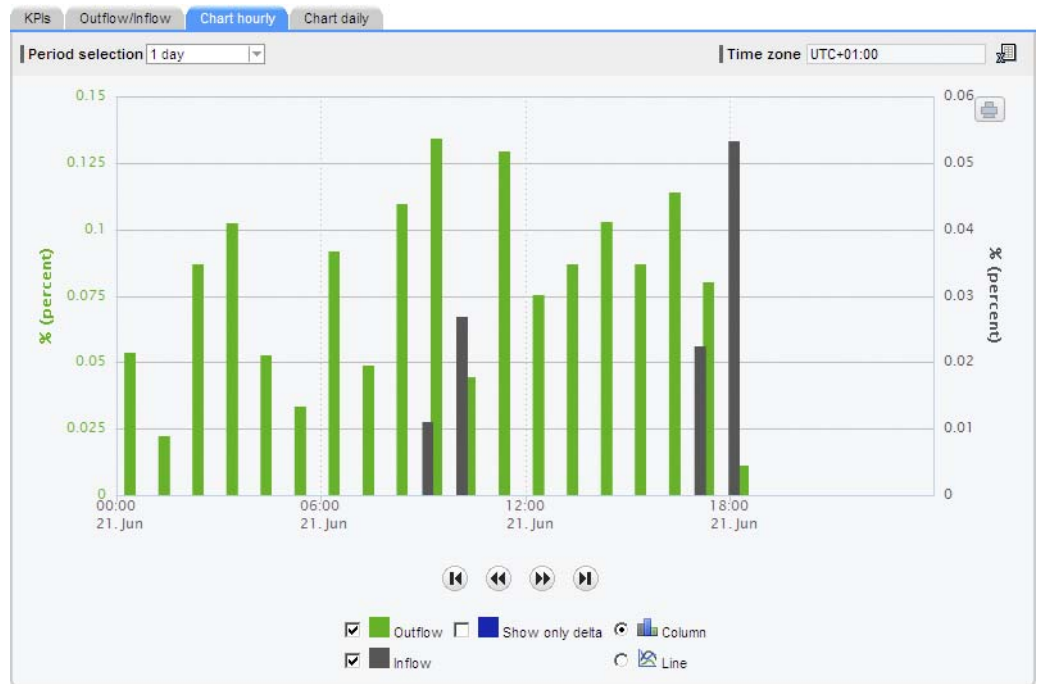 KPIs Outflow/Inflow Chart hourly Chart daily
Period selection 1 day Time zone UTC+01:00
0.15 0.06
0.125 0.05
0.1 0.04
% (percent) % (percent)
0.075 0.03
0.05 0.02
0.025 0.01
0 0
00:00 06:00 12:00 18:00
21. Jun 21. Jun 21. Jun 21. Jun
Outflow Show only delta Column
Inflow Line